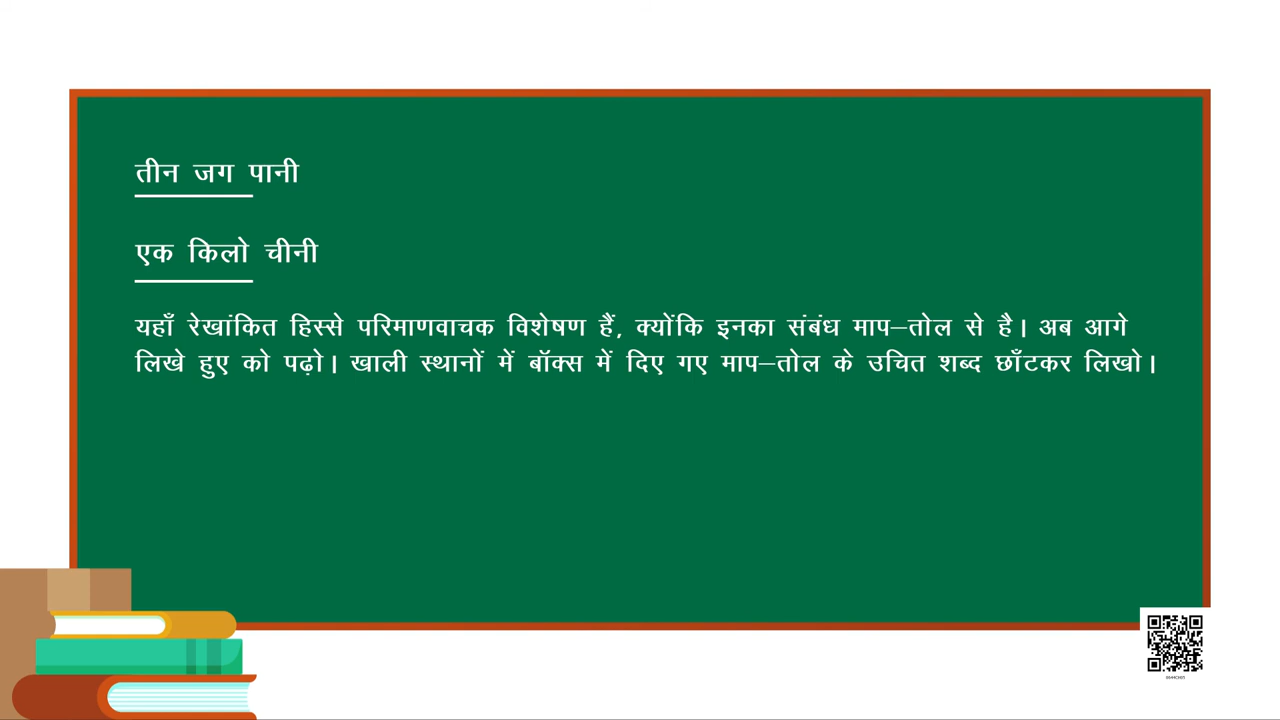 तीन जग पानी
एक किलो चीनी
यहाँ रेखांकित हिस्से परिमाणवाचक विशेषण हैं, क्योंकि इनका संबंध माप–तोल से है। अब आगे
लिखे हुए को पढ़ो। खाली स्थानों में बॉक्स में दिए गए माप–तोल के उचित शब्द छाँटकर लिखो।